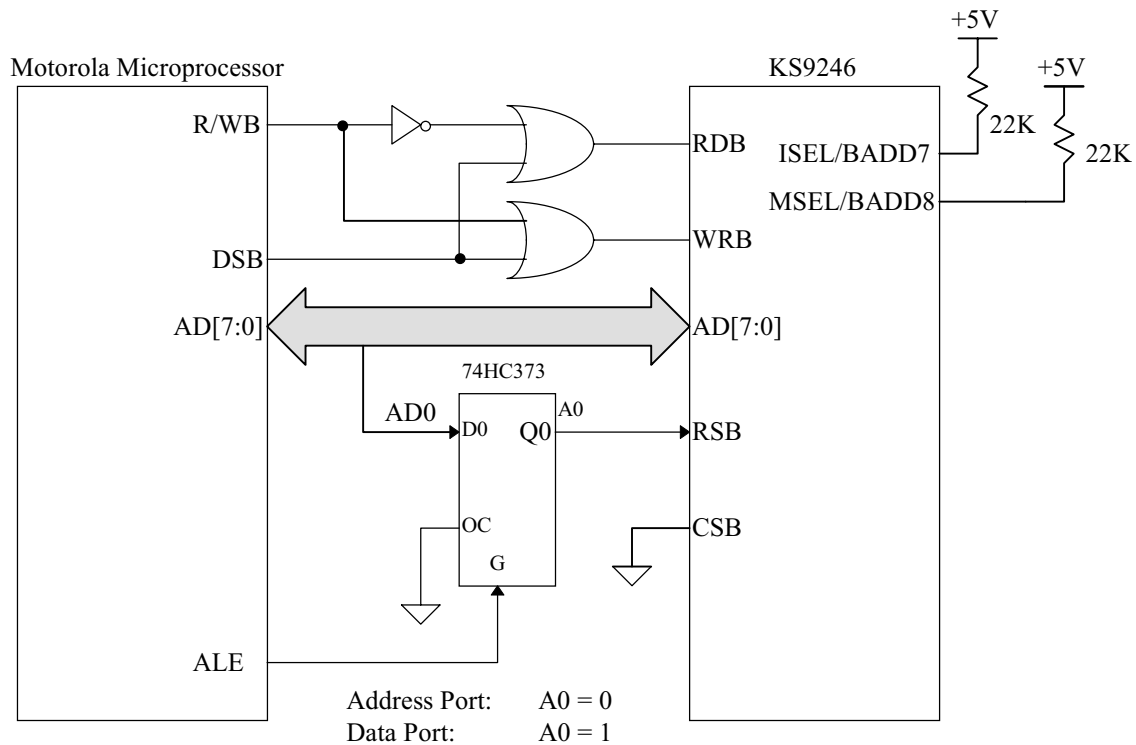 +5V
Motorola Microprocessor
KS9246
+5V
R/WB
22K
RDB
ISEL/BADD7
22K
MSEL/BADD8
WRB
DSB
AD[7:0]
AD[7:0]
74HC373
AD0
A0
D0
Q0
RSB
OC
CSB
G
ALE
Address Port: A0 = 0
Data Port: A0 = 1